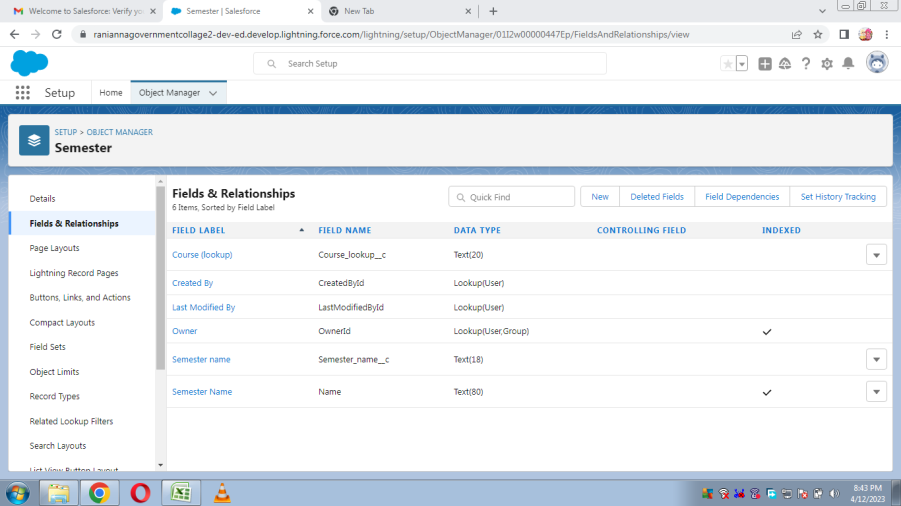 Welcome to Salesforce: Verify yo
Semester | Salesforce
New Tab
raniannagovernmentcollage2-dev-ed.develop.lightning.force.com/lightning/setup/ObjectManager/01I2w00000447Ep/FieldsAndRelationships/view
Search Setup
Setup
Home
Object Manager
SETUP > OBJECT MANAGER
Semester
Details
Fields & Relationships
Page Layouts
Lightning Record Pages
Buttons, Links, and Actions
Compact Layouts
Field Sets
Object Limits
Record Types
Related Lookup Filters
Search Layouts
List View Button Layout
Fields & Relationships
6 Items, Sorted by Field Label
Quick Find
New
Deleted Fields
Field Dependencies
Set History Tracking
FIELD LABEL FIELD NAME DATA TYPE CONTROLLING FIELD INDEXED
Course (lookup) Course_lookup__c Text(20)
Created By CreatedById Lookup(User)
Last Modified By LastModifiedById Lookup(User)
Owner OwnerId Lookup(User,Group)
Semester name Semester_name__c Text(18)
Semester Name Name Text(80)
8:43 PM
4/12/2023